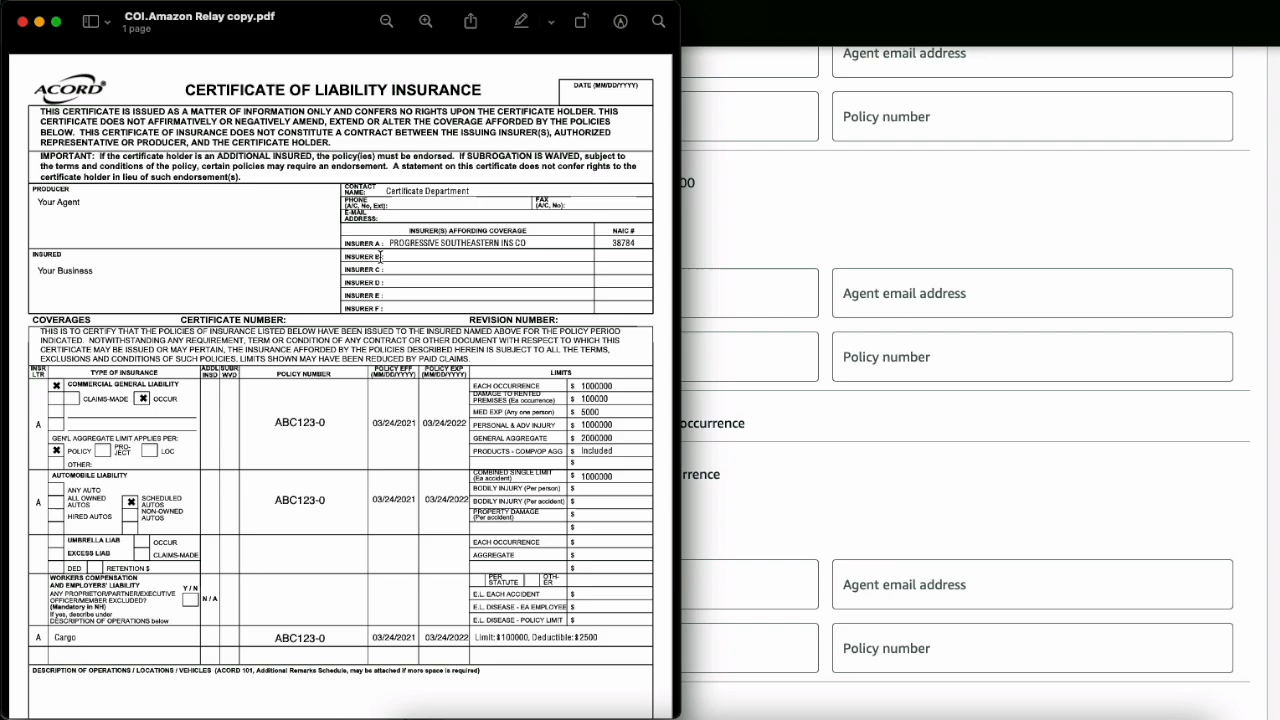 COI.Amazon Relay copy.pdf
1 page
ACORD
CERTIFICATE OF LIABILITY INSURANCE
DATE (MM/DD/YYYY)
THIS CERTIFICATE IS ISSUED AS A MATTER OF INFORMATION ONLY AND CONFERS NO RIGHTS UPON THE CERTIFICATE HOLDER. THIS
CERTIFICATE DOES NOT AFFIRMATIVELY OR NEGATIVELY AMEND, EXTEND OR ALTER THE COVERAGE AFFORDED BY THE POLICIES
BELOW. THIS CERTIFICATE OF INSURANCE DOES NOT CONSTITUTE A CONTRACT BETWEEN THE ISSUING INSURER(S), AUTHORIZED
REPRESENTATIVE OR PRODUCER, AND THE CERTIFICATE HOLDER.
IMPORTANT: If the certificate holder is an ADDITIONAL INSURED, the policy(ies) must be endorsed. If SUBROGATION IS WAIVED, subject to
the terms and conditions of the policy, certain policies may require an endorsement. A statement on this certificate does not confer rights to the
certificate holder in lieu of such endorsement(s).
PRODUCER
Your Agent
CONTACT NAME: Certificate Department
PHONE (A/C, No, Ext): FAX (A/C, No):
E-MAIL ADDRESS:
INSURER(S) AFFORDING COVERAGE NAIC #
INSURER A : PROGRESSIVE SOUTHEASTERN INS CO 38784
INSURED
Your Business
INSURER B :
INSURER C :
INSURER D :
INSURER E :
INSURER F :
COVERAGES CERTIFICATE NUMBER: REVISION NUMBER:
THIS IS TO CERTIFY THAT THE POLICIES OF INSURANCE LISTED BELOW HAVE BEEN ISSUED TO THE INSURED NAMED ABOVE FOR THE POLICY PERIOD
INDICATED. NOTWITHSTANDING ANY REQUIREMENT, TERM OR CONDITION OF ANY CONTRACT OR OTHER DOCUMENT WITH RESPECT TO WHICH THIS
CERTIFICATE MAY BE ISSUED OR MAY PERTAIN, THE INSURANCE AFFORDED BY THE POLICIES DESCRIBED HEREIN IS SUBJECT TO ALL THE TERMS,
EXCLUSIONS AND CONDITIONS OF SUCH POLICIES. LIMITS SHOWN MAY HAVE BEEN REDUCED BY PAID CLAIMS.
INSR LTR TYPE OF INSURANCE ADDL INSD SUBR WVD POLICY NUMBER POLICY EFF (MM/DD/YYYY) POLICY EXP (MM/DD/YYYY) LIMITS
A
X COMMERCIAL GENERAL LIABILITY
CLAIMS-MADE X OCCUR
GEN'L AGGREGATE LIMIT APPLIES PER:
X POLICY PRO-JECT LOC
OTHER:
ABC123-0 03/24/2021 03/24/2022
EACH OCCURRENCE $ 1000000
DAMAGE TO RENTED PREMISES (Ea occurrence) $ 100000
MED EXP (Any one person) $ 5000
PERSONAL & ADV INJURY $ 1000000
GENERAL AGGREGATE $ 2000000
PRODUCTS - COMP/OP AGG $ Included
$
A
AUTOMOBILE LIABILITY
ANY AUTO
ALL OWNED AUTOS X SCHEDULED AUTOS
HIRED AUTOS NON-OWNED AUTOS
ABC123-0 03/24/2021 03/24/2022
COMBINED SINGLE LIMIT (Ea accident) $ 1000000
BODILY INJURY (Per person) $
BODILY INJURY (Per accident) $
PROPERTY DAMAGE (Per accident) $
$
UMBRELLA LIAB OCCUR
EXCESS LIAB CLAIMS-MADE
DED RETENTION $
EACH OCCURRENCE $
AGGREGATE $
$
WORKERS COMPENSATION
AND EMPLOYERS' LIABILITY
Y / N
ANY PROPRIETOR/PARTNER/EXECUTIVE
OFFICER/MEMBER EXCLUDED?
N / A
(Mandatory in NH)
If yes, describe under
DESCRIPTION OF OPERATIONS below
PER STATUTE OTH-ER
E.L. EACH ACCIDENT $
E.L. DISEASE - EA EMPLOYEE $
E.L. DISEASE - POLICY LIMIT $
A Cargo ABC123-0 03/24/2021 03/24/2022 Limit:$100000, Deductible:$2500
DESCRIPTION OF OPERATIONS / LOCATIONS / VEHICLES (ACORD 101, Additional Remarks Schedule, may be attached if more space is required)
Agent email address
Policy number
00
Agent email address
Policy number
occurrence
rrence
Agent email address
Policy number